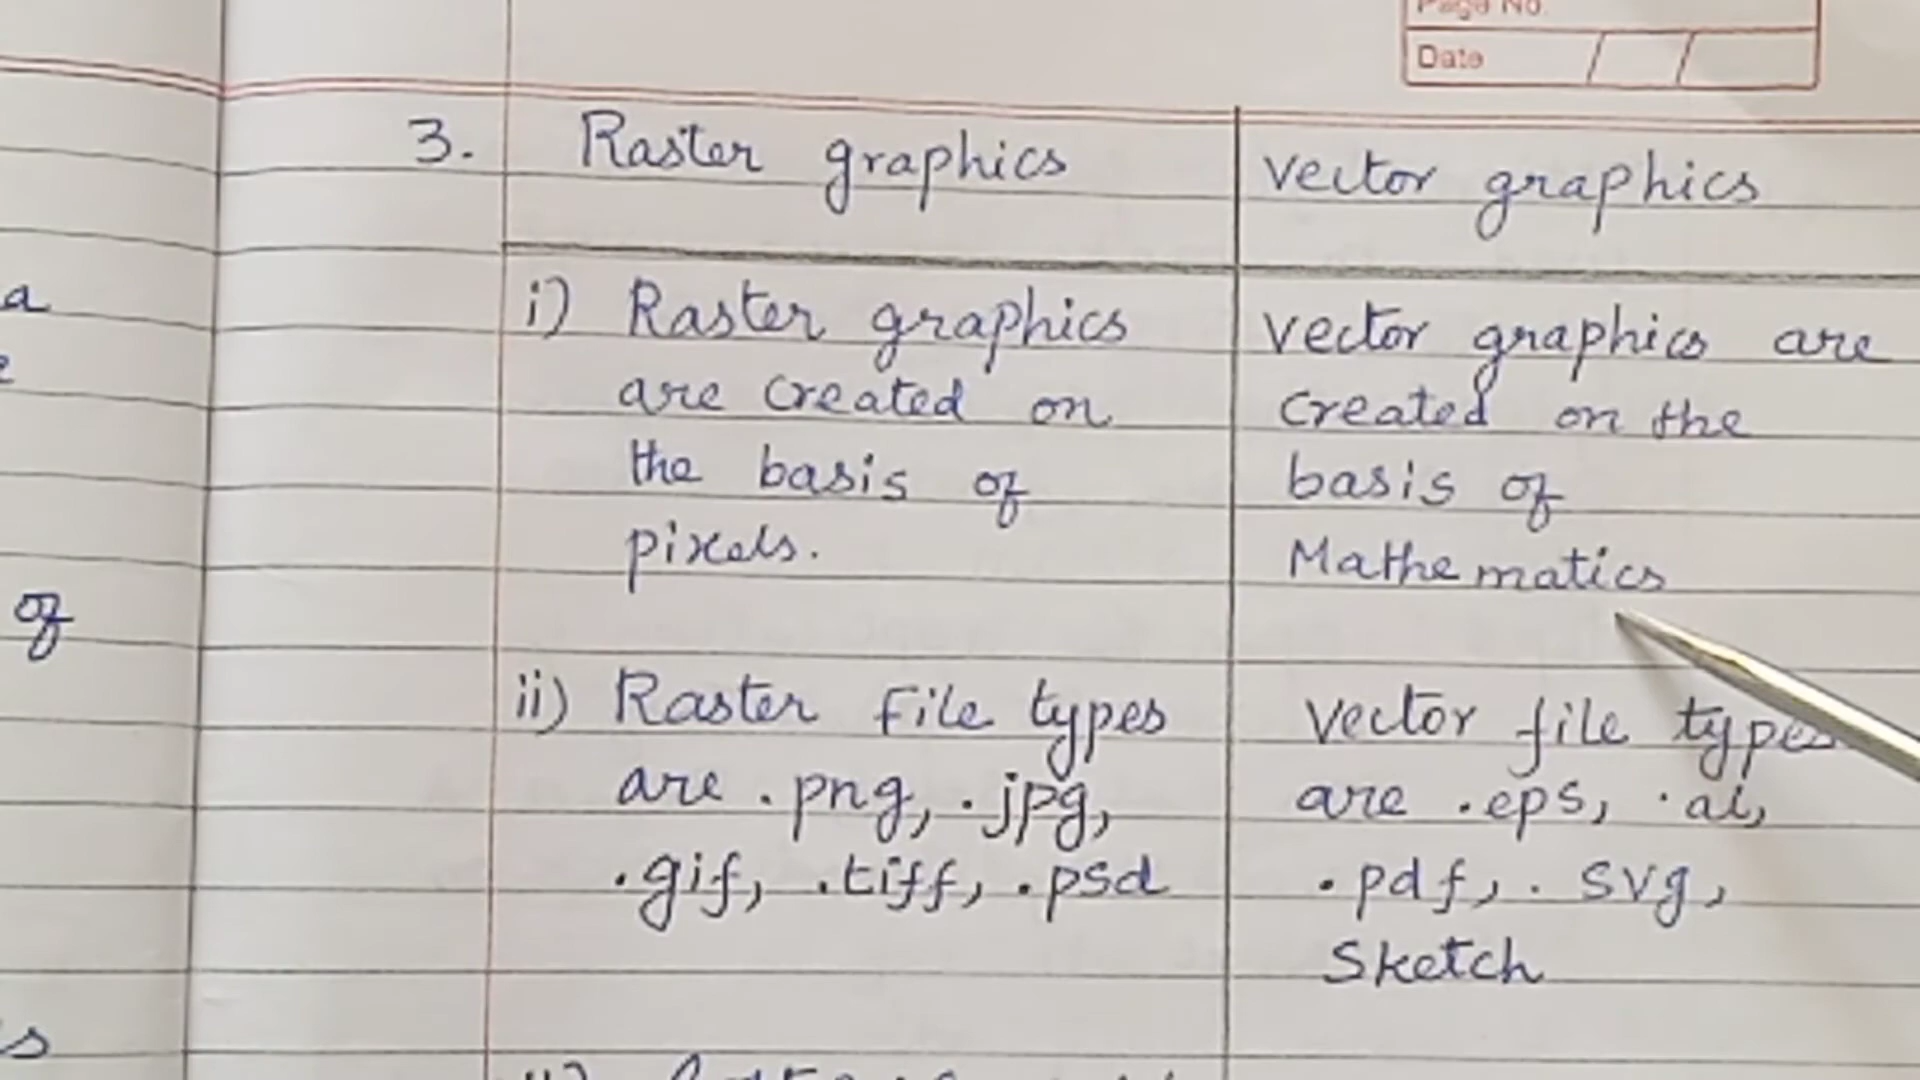 Page No.
Date
3. Raster graphics
vector graphics
i) Raster graphics
are created on
the basis of
pixels.
vector graphics are
created on the
basis of
Mathematics
ii) Raster File types
are .png, .jpg,
.gif, .tiff, .psd
Vector file types
are .eps, .ai,
.pdf, .svg,
Sketch
a
of